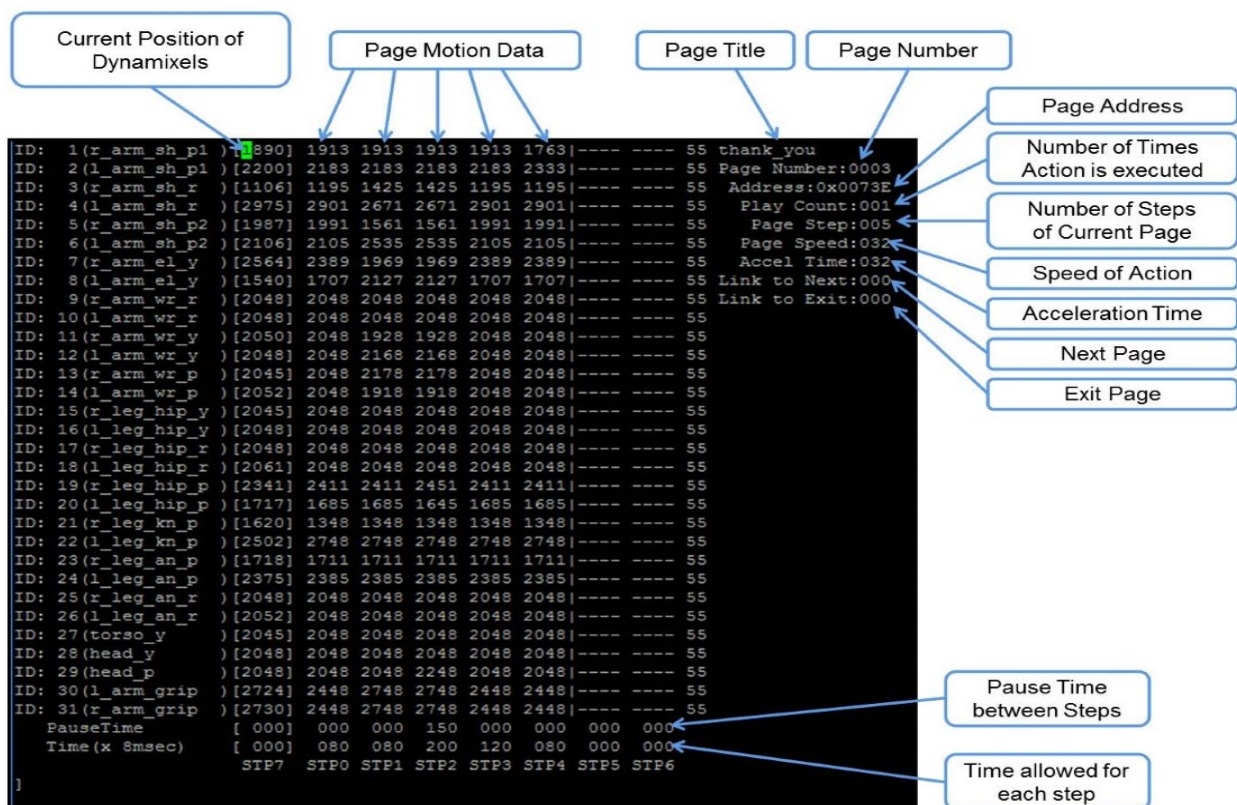 Current Position of
Dynamixels
Page Motion Data
Page Title
Page Number
ID: 1(r_arm_sh_p1 )[1890] 1913 1913 1913 1913 1763|---- ---- 55 thank_you
ID: 2(l_arm_sh_p1 )[2200] 2183 2183 2183 2183 2333|---- ---- 55 Page Number:0003
ID: 3(r_arm_sh_r )[1106] 1195 1425 1425 1195 1195|---- ---- 55 Address:0x0073E
ID: 4(l_arm_sh_r )[2975] 2901 2671 2671 2901 2901|---- ---- 55 Play Count:001
ID: 5(r_arm_sh_p2 )[1987] 1991 1561 1561 1991 1991|---- ---- 55 Page Step:005
ID: 6(l_arm_sh_p2 )[2106] 2105 2535 2535 2105 2105|---- ---- 55 Page Speed:032
ID: 7(r_arm_el_y )[2564] 2389 1969 1969 2389 2389|---- ---- 55 Accel Time:032
ID: 8(l_arm_el_y )[1540] 1707 2127 2127 1707 1707|---- ---- 55 Link to Next:000
ID: 9(r_arm_wr_r )[2048] 2048 2048 2048 2048 2048|---- ---- 55 Link to Exit:000
ID: 10(l_arm_wr_r )[2048] 2048 2048 2048 2048 2048|---- ---- 55
ID: 11(r_arm_wr_y )[2050] 2048 1928 1928 2048 2048|---- ---- 55
ID: 12(l_arm_wr_y )[2048] 2048 2168 2168 2048 2048|---- ---- 55
ID: 13(r_arm_wr_p )[2045] 2048 2178 2178 2048 2048|---- ---- 55
ID: 14(l_arm_wr_p )[2052] 2048 1918 1918 2048 2048|---- ---- 55
ID: 15(r_leg_hip_y )[2045] 2048 2048 2048 2048 2048|---- ---- 55
ID: 16(l_leg_hip_y )[2048] 2048 2048 2048 2048 2048|---- ---- 55
ID: 17(r_leg_hip_r )[2048] 2048 2048 2048 2048 2048|---- ---- 55
ID: 18(l_leg_hip_r )[2061] 2048 2048 2048 2048 2048|---- ---- 55
ID: 19(r_leg_hip_p )[2341] 2411 2411 2451 2411 2411|---- ---- 55
ID: 20(l_leg_hip_p )[1717] 1685 1685 1645 1685 1685|---- ---- 55
ID: 21(r_leg_kn_p )[1620] 1348 1348 1348 1348 1348|---- ---- 55
ID: 22(l_leg_kn_p )[2502] 2748 2748 2748 2748 2748|---- ---- 55
ID: 23(r_leg_an_p )[1718] 1711 1711 1711 1711 1711|---- ---- 55
ID: 24(l_leg_an_p )[2375] 2385 2385 2385 2385 2385|---- ---- 55
ID: 25(r_leg_an_r )[2048] 2048 2048 2048 2048 2048|---- ---- 55
ID: 26(l_leg_an_r )[2052] 2048 2048 2048 2048 2048|---- ---- 55
ID: 27(torso_y )[2045] 2048 2048 2048 2048 2048|---- ---- 55
ID: 28(head_y )[2048] 2048 2048 2048 2048 2048|---- ---- 55
ID: 29(head_p )[2048] 2048 2048 2248 2048 2048|---- ---- 55
ID: 30(l_arm_grip )[2724] 2448 2748 2748 2448 2448|---- ---- 55
ID: 31(r_arm_grip )[2730] 2448 2748 2748 2448 2448|---- ---- 55
PauseTime [ 000] 000 000 150 000 000 000 000
Time(x 8msec) [ 000] 080 080 200 120 080 000 000
STP7 STP0 STP1 STP2 STP3 STP4 STP5 STP6
]
Page Address
Number of Times
Action is executed
Number of Steps
of Current Page
Speed of Action
Acceleration Time
Next Page
Exit Page
Pause Time
between Steps
Time allowed for
each step